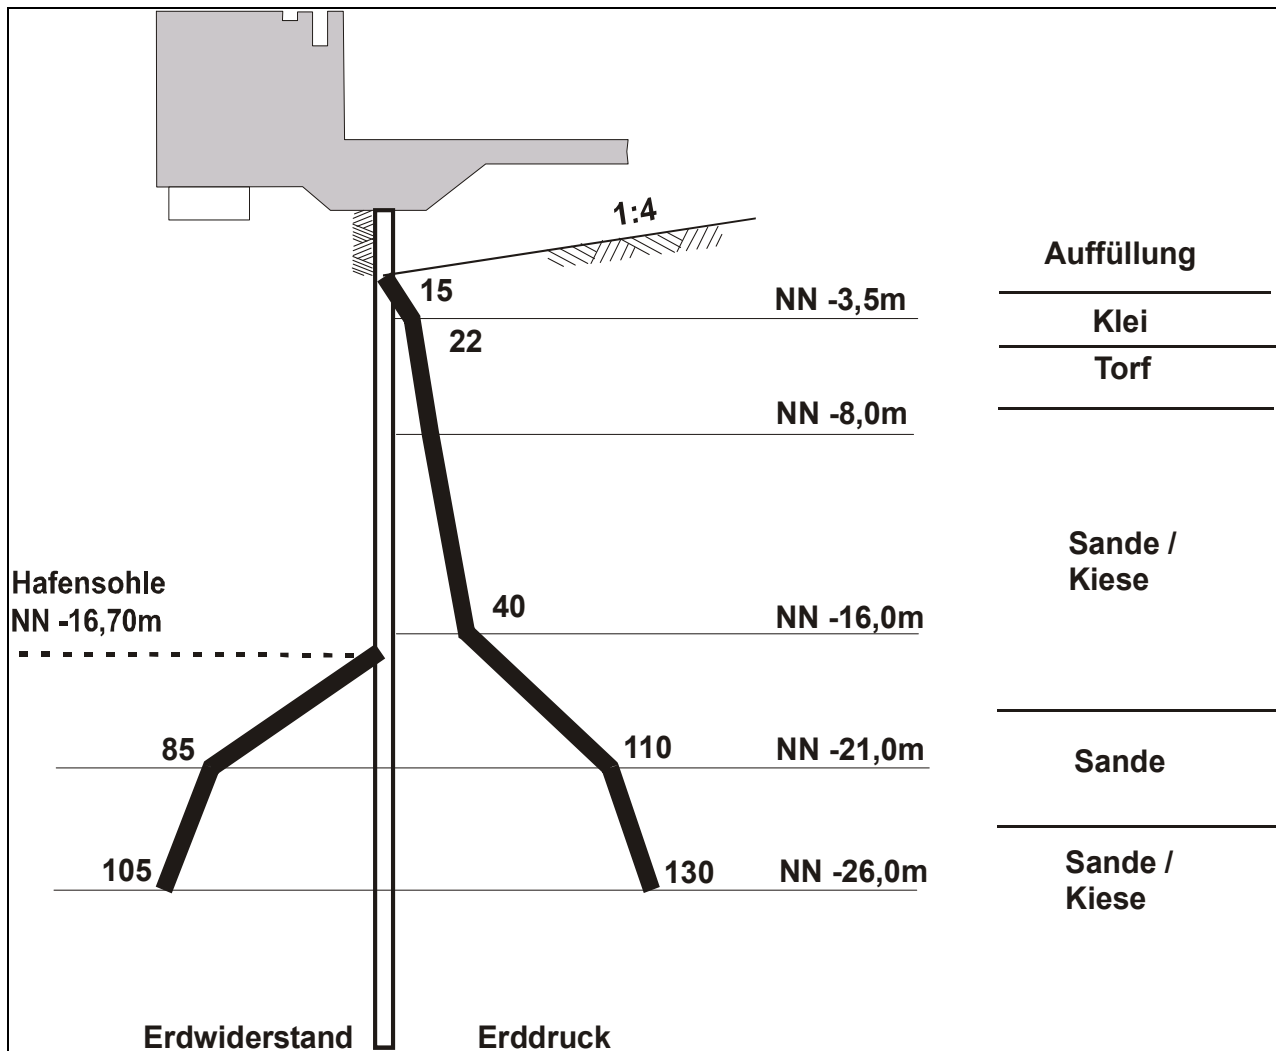 1:4
Auffüllung
15
NN -3,5m
Klei
22
Torf
NN -8,0m
Sande /
Kiese
Hafensohle
NN -16,70m
40
NN -16,0m
85
110
NN -21,0m
Sande
105
130
NN -26,0m
Sande /
Kiese
Erdwiderstand
Erddruck